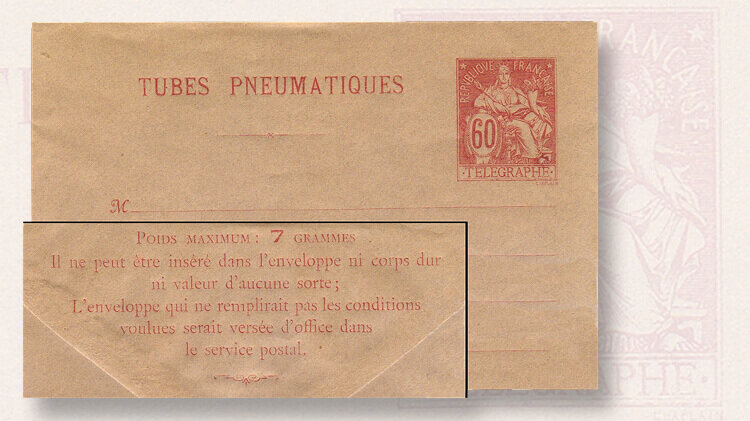 TUBES PNEUMATIQUES
RÉPUBLIQUE FRANÇAISE
60
·TELEGRAPHE·
M
POIDS MAXIMUM: 7 GRAMMES
Il ne peut être inséré dans l'enveloppe ni corps dur
ni valeur d'aucune sorte;
L'enveloppe qui ne remplirait pas les conditions
voulues serait versée d'office dans
le service postal.